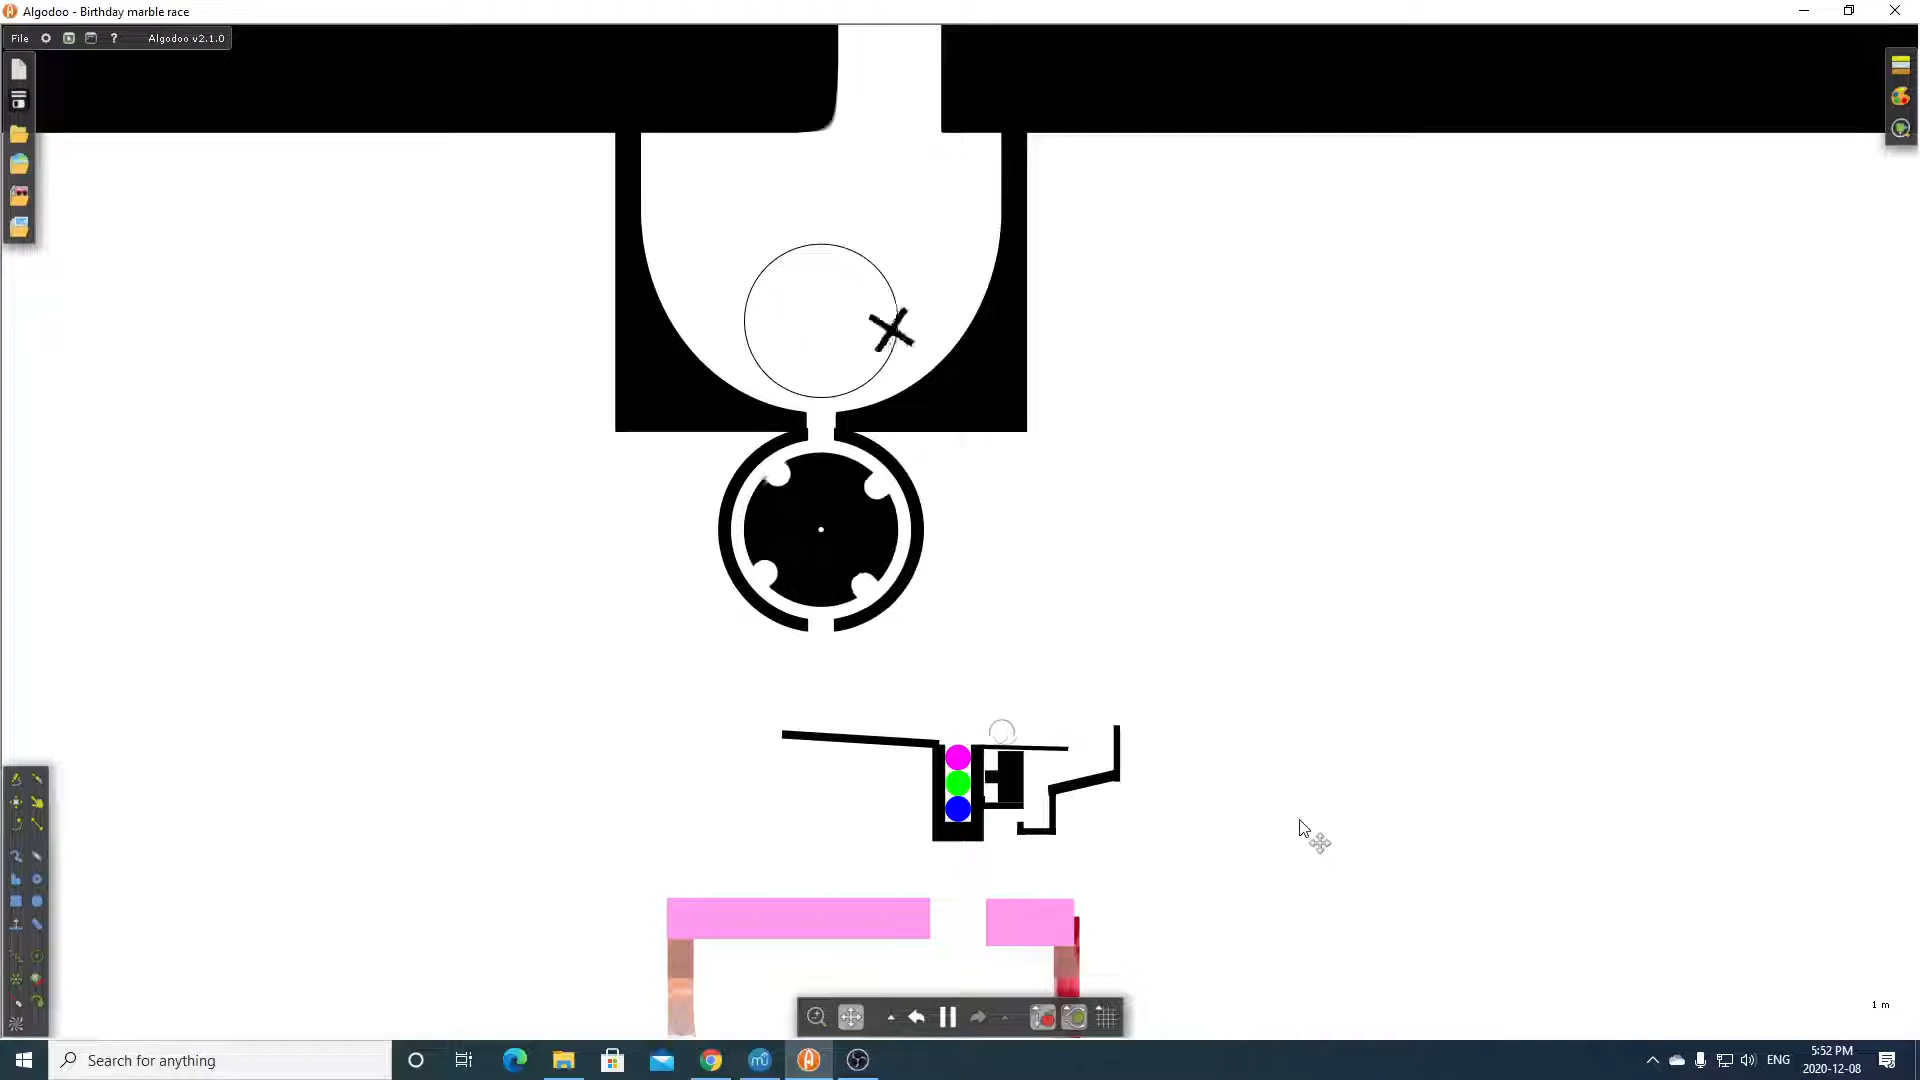 Algodoo - Birthday marble race
File ? Algodoo v2.1.0
1 m
Search for anything
ENG
5:52 PM
2020-12-08